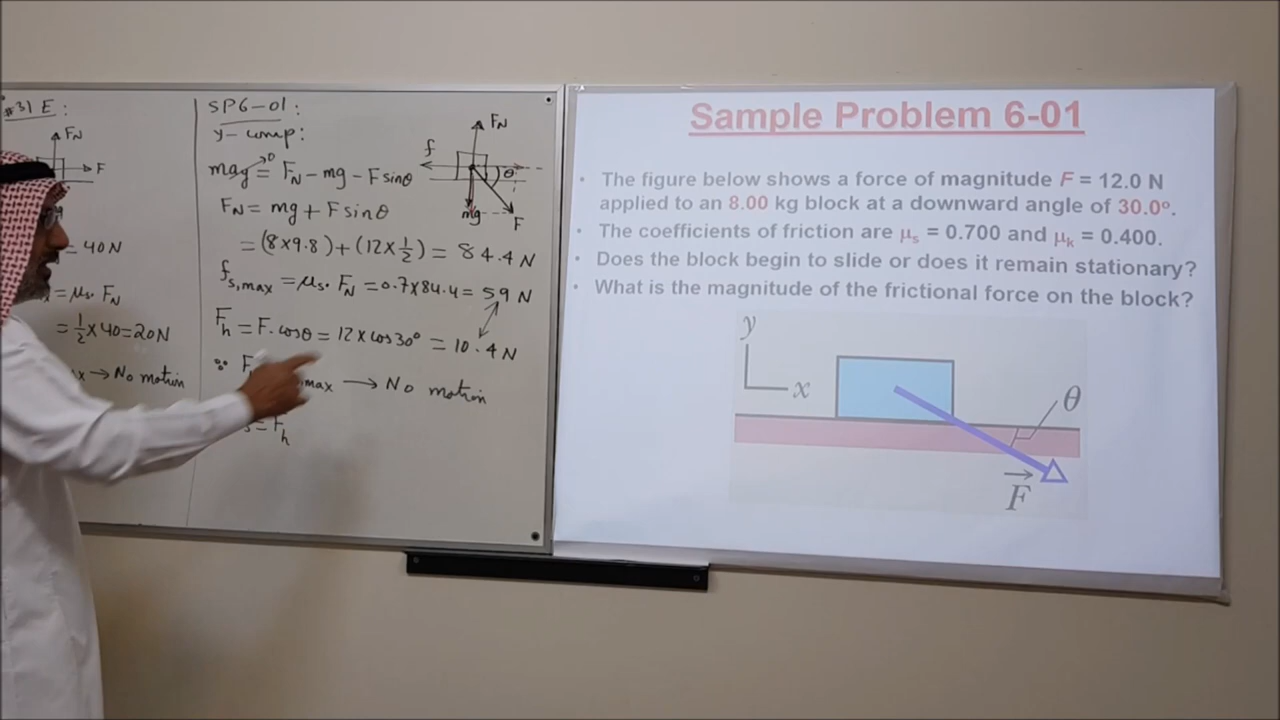 #31 E :
FN
F
= 40 N
= μs. FN
= 1/2 x 40 = 20N
x → No motion
SP6-01 :
y-comp:
may = 0 FN - mg - F sinθ
FN = mg + F sinθ
= (8 x 9.8) + (12 x 1/2) = 84.4 N
fs,max = μs. FN = 0.7 x 84.4 = 59 N
Fh = F. cosθ = 12 x cos30° = 10.4 N
∵ F max → No motion
= Fh
FN
f
θ
mg
F
Sample Problem 6-01
• The figure below shows a force of magnitude F = 12.0 N
applied to an 8.00 kg block at a downward angle of 30.0º.
• The coefficients of friction are μs = 0.700 and μk = 0.400.
• Does the block begin to slide or does it remain stationary?
• What is the magnitude of the frictional force on the block?
y
x
θ
F